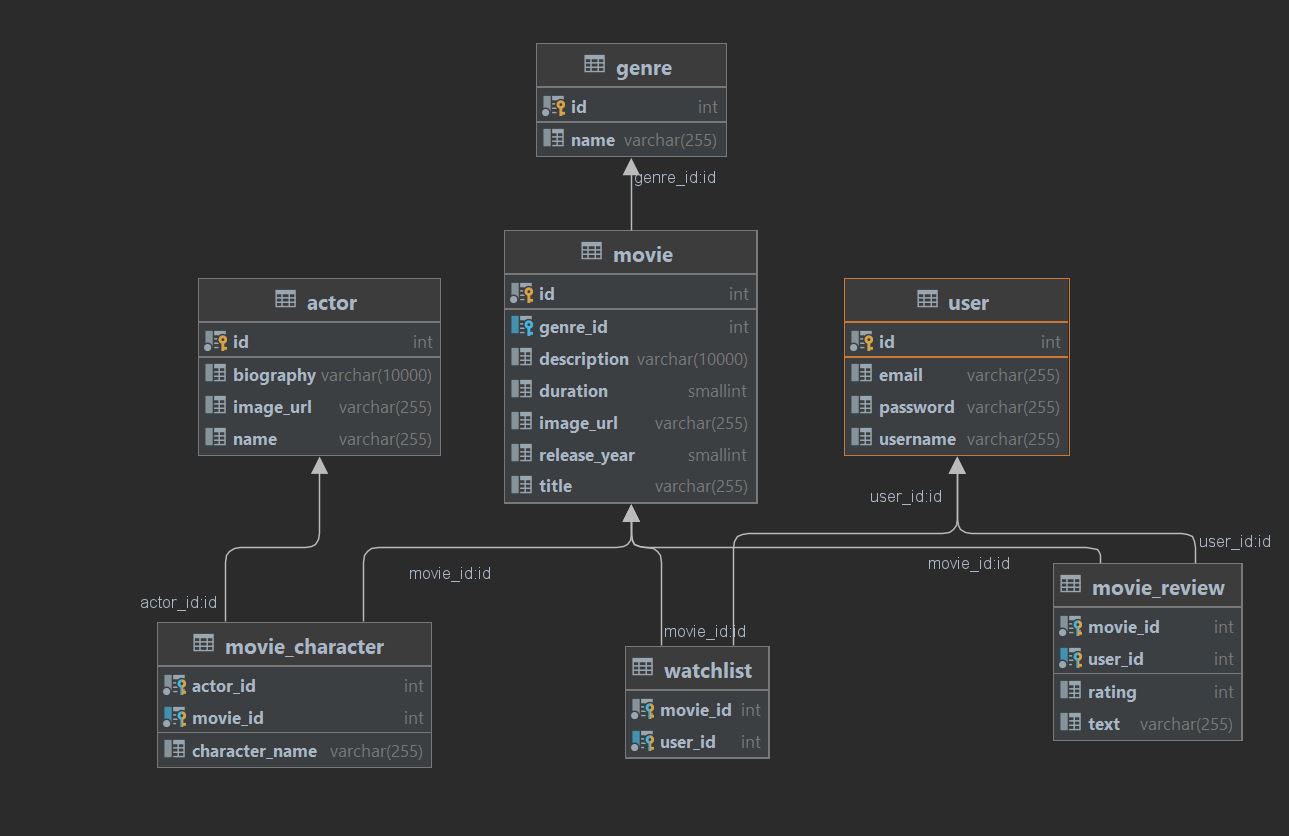 genre
id int
name varchar(255)
genre_id:id
movie
id int
genre_id int
description varchar(10000)
duration smallint
image_url varchar(255)
release_year smallint
title varchar(255)
actor
id int
biography varchar(10000)
image_url varchar(255)
name varchar(255)
user
id int
email varchar(255)
password varchar(255)
username varchar(255)
user_id:id
user_id:id
movie_id:id
movie_id:id
actor_id:id
movie_id:id
movie_character
actor_id int
movie_id int
character_name varchar(255)
watchlist
movie_id int
user_id int
movie_review
movie_id int
user_id int
rating int
text varchar(255)